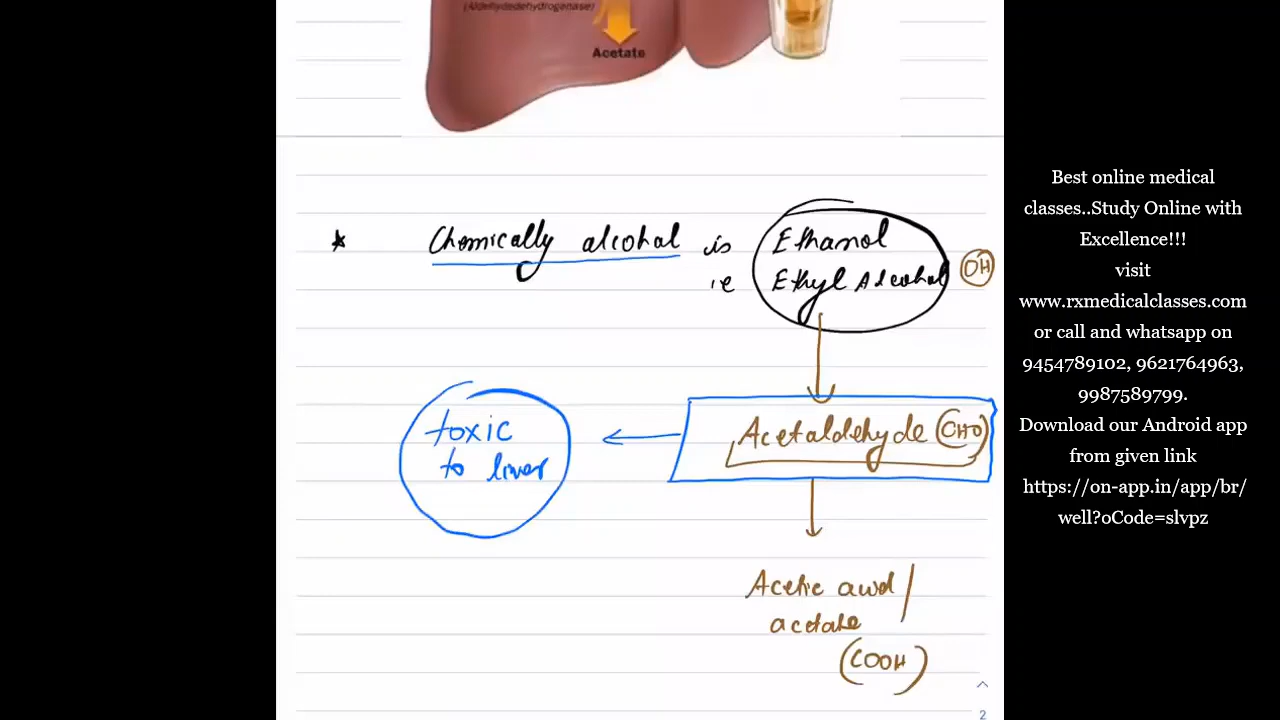 (Aldehydedehydrogenase)
Acetate
* Chemically alcohol is Ethanol
ie Ethyl Alcohol OH
Acetaldehyde (CHO)
toxic
to liver
Acetic acid/
acetate
(COOH)
2
Best online medical
classes..Study Online with
Excellence!!!
visit
www.rxmedicalclasses.com
or call and whatsapp on
9454789102, 9621764963,
9987589799.
Download our Android app
from given link
https://on-app.in/app/br/
well?oCode=slvpz